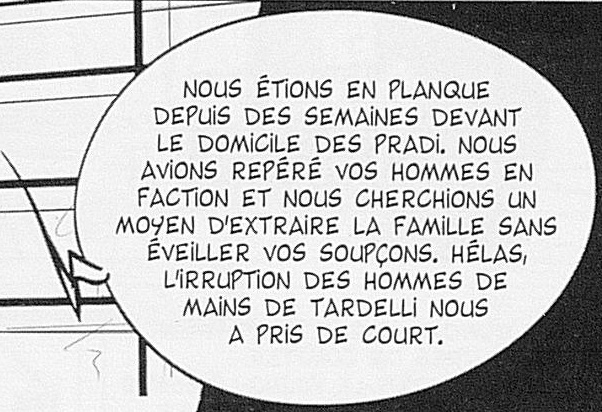 NOUS ÉTIONS EN PLANQUE
DEPUIS DES SEMAINES DEVANT
LE DOMICILE DES PRADI. NOUS
AVIONS REPÉRÉ VOS HOMMES EN
FACTION ET NOUS CHERCHIONS UN
MOYEN D'EXTRAIRE LA FAMILLE SANS
ÉVEILLER VOS SOUPÇONS. HÉLAS,
L'IRRUPTION DES HOMMES DE
MAINS DE TARDELLI NOUS
A PRIS DE COURT.